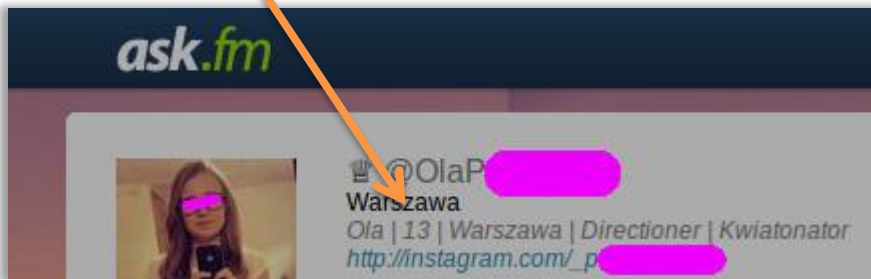 ask.fm
♕ @OlaP
Warszawa
Ola | 13 | Warszawa | Directioner | Kwiatonator
http://instagram.com/_p